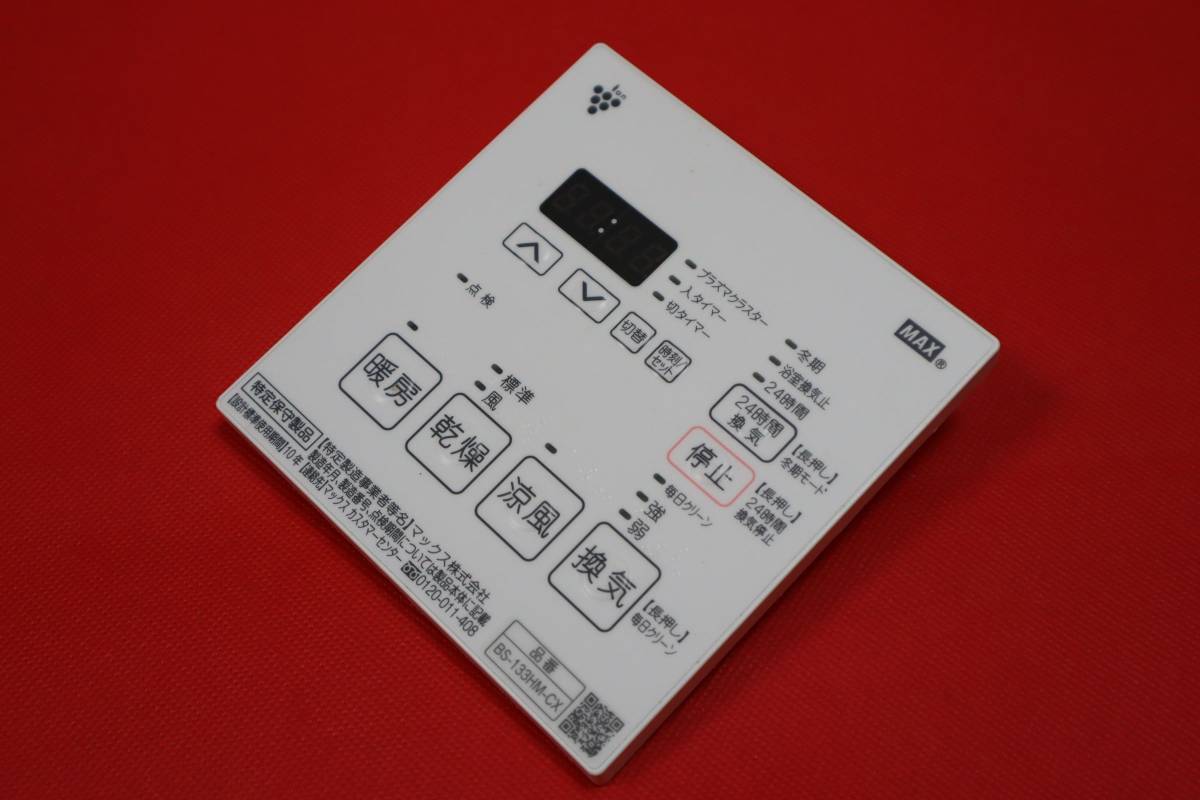 ion
プラズマクラスター
入タイマー
切タイマー
切替
時刻/
セット
点検
MAX®
冬期
浴室換気止
24時間
24時間
換気
【長押し】
冬期モード
停止
【長押し】
24時間
換気停止
暖房
標準
風
乾燥
涼風
毎日クリーン
強
弱
換気
【長押し】
毎日クリーン
特定保守製品
【特定製造事業者等名】マックス株式会社
製造年月、製造番号、点検期間については製品本体に記載
【設計標準使用期間】10年【連絡先】マックス カスタマーセンター 0120-011-408
品番
BS-133HM-CX